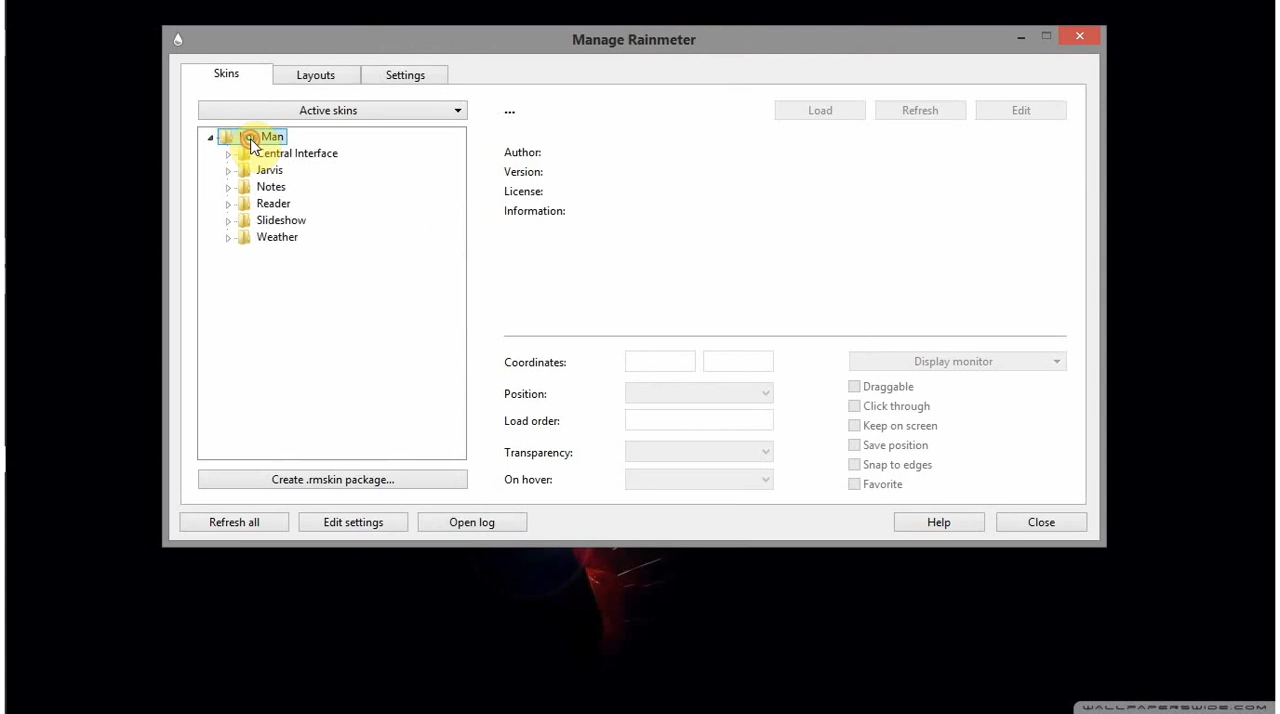 Manage Rainmeter
Skins
Layouts
Settings
Active skins
Man
Central Interface
Jarvis
Notes
Reader
Slideshow
Weather
Create .rmskin package...
...
Load
Refresh
Edit
Author:
Version:
License:
Information:
Coordinates:
Display monitor
Position:
Draggable
Click through
Load order:
Keep on screen
Save position
Transparency:
Snap to edges
On hover:
Favorite
Refresh all
Edit settings
Open log
Help
Close
WALLPAPERSWIDE.COM